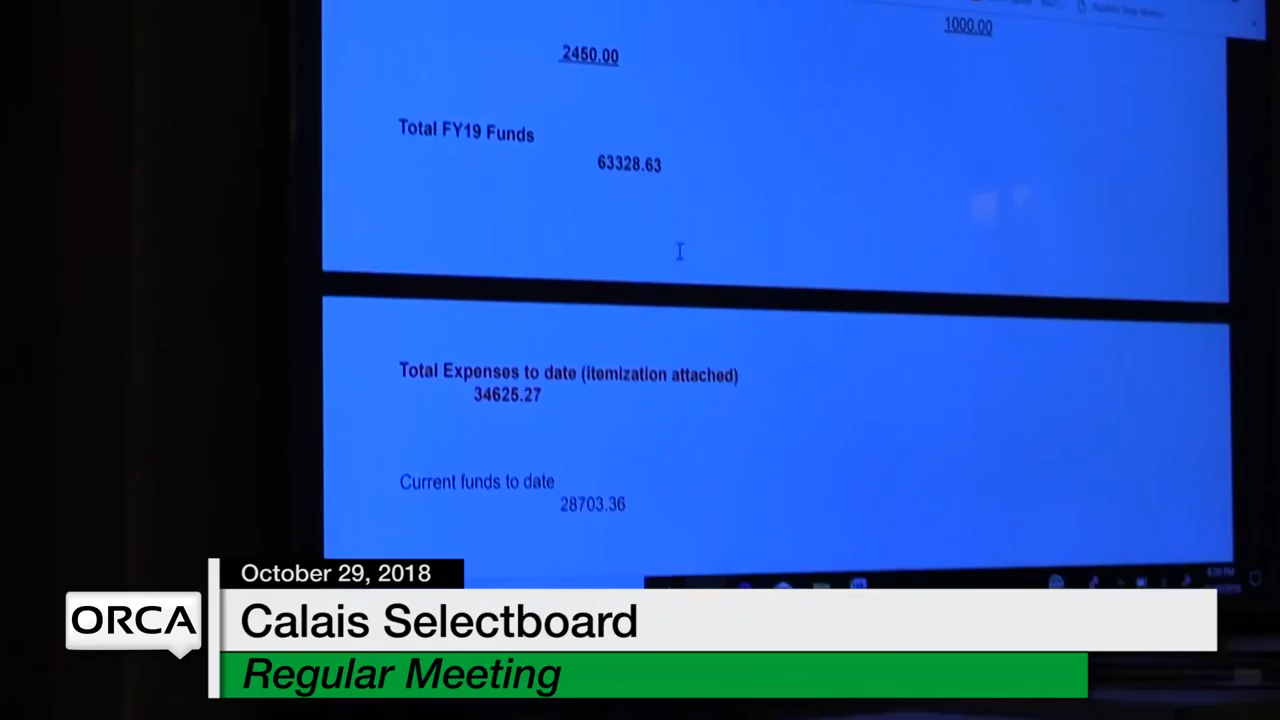 1000.00
2450.00
Total FY19 Funds
63328.63
Total Expenses to date (itemization attached)
34625.27
Current funds to date
28703.36
October 29, 2018
ORCA
Calais Selectboard
Regular Meeting